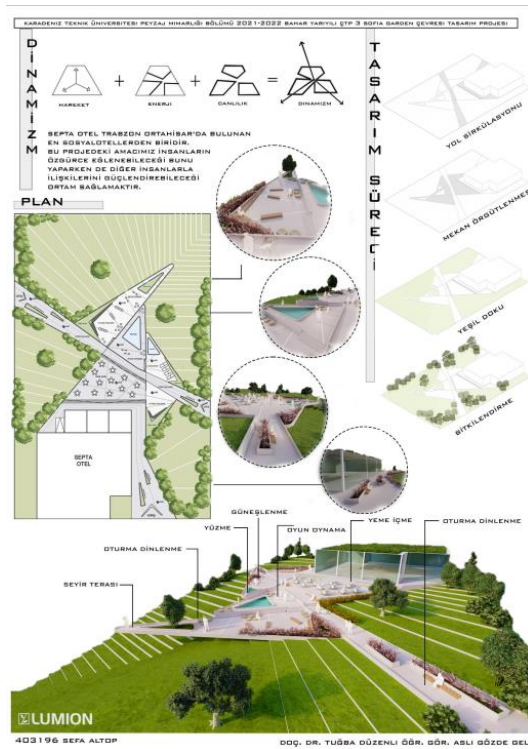 KARADENİZ TEKNİK ÜNİVERSİTESİ PEYZAJ MİMARLIĞI BÖLÜMÜ 2021-2022 BAHAR YARIYILI ÇTP 3 SOFIA GARDEN ÇEVRESİ TASARIM PROJESİ
DİNAMİZM
HAREKET
+
ENERJİ
+
CANLILIK
=
DİNAMİZM
SEPTA OTEL TRABZON ORTAHİSAR'DA BULUNAN
EN SOSYALOTELLERDEN BİRİDİR.
BU PROJEDEKİ AMACIMIZ İNSANLARIN
ÖZGÜRCE EĞLENEBİLECEĞİ BUNU
YAPARKEN DE DİĞER İNSANLARLA
İLİŞKİLERİNİ GÜÇLENDİREBİLECEĞİ
ORTAM SAĞLAMAKTIR.
TASARIM SÜRECİ
YOL SİRKÜLASYONU
MEKAN ÖRGÜTLENMESİ
YEŞİL DOKU
BİTKİLENDİRME
PLAN
SEPTA
OTEL
GÜNEŞLENME
YÜZME
OYUN OYNAMA
YEME İÇME
OTURMA DİNLENME
OTURMA DİNLENME
SEYİR TERASI
LUMION
403196 SEFA ALTOP
DOÇ. DR. TUĞBA DÜZENLİ ÖĞR. GÖR. ASLI GÖZDE GEL